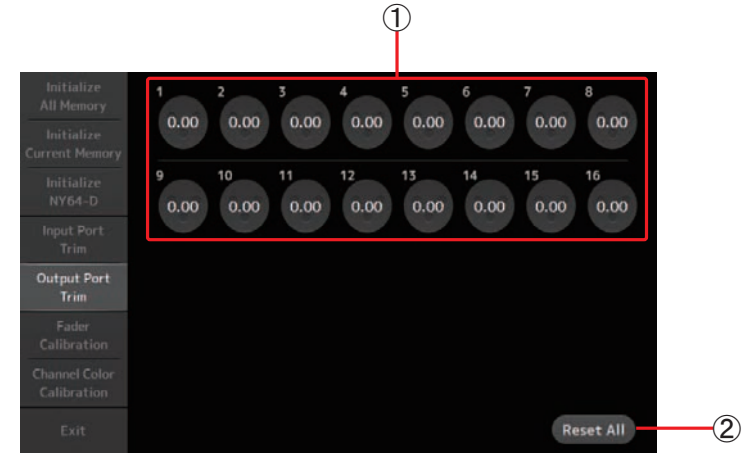 ①
Initialize
All Memory
Initialize
Current Memory
Initialize
NY64-D
Input Port
Trim
Output Port
Trim
Fader
Calibration
Channel Color
Calibration
Exit
1 2 3 4 5 6 7 8
0.00 0.00 0.00 0.00 0.00 0.00 0.00 0.00
9 10 11 12 13 14 15 16
0.00 0.00 0.00 0.00 0.00 0.00 0.00 0.00
Reset All
②